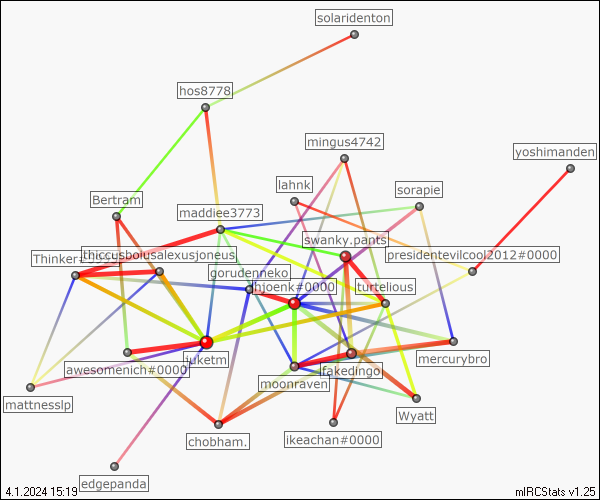 solaridenton
hos8778
mingus4742
yoshimanden
lahnk
sorapie
Bertram
maddiee3773
swanky.pants
thiccusbolusalexusjoneus
presidentevilcool2012#0000
gorudenneko
hjoenk#0000
turtelious
mercurybro
awesomenich#0000
juketm
fakedingo
moonraven
mattnesslp
Wyatt
chobham.
ikeachan#0000
edgepanda
4.1.2024 15:19
mIRCStats v1.25